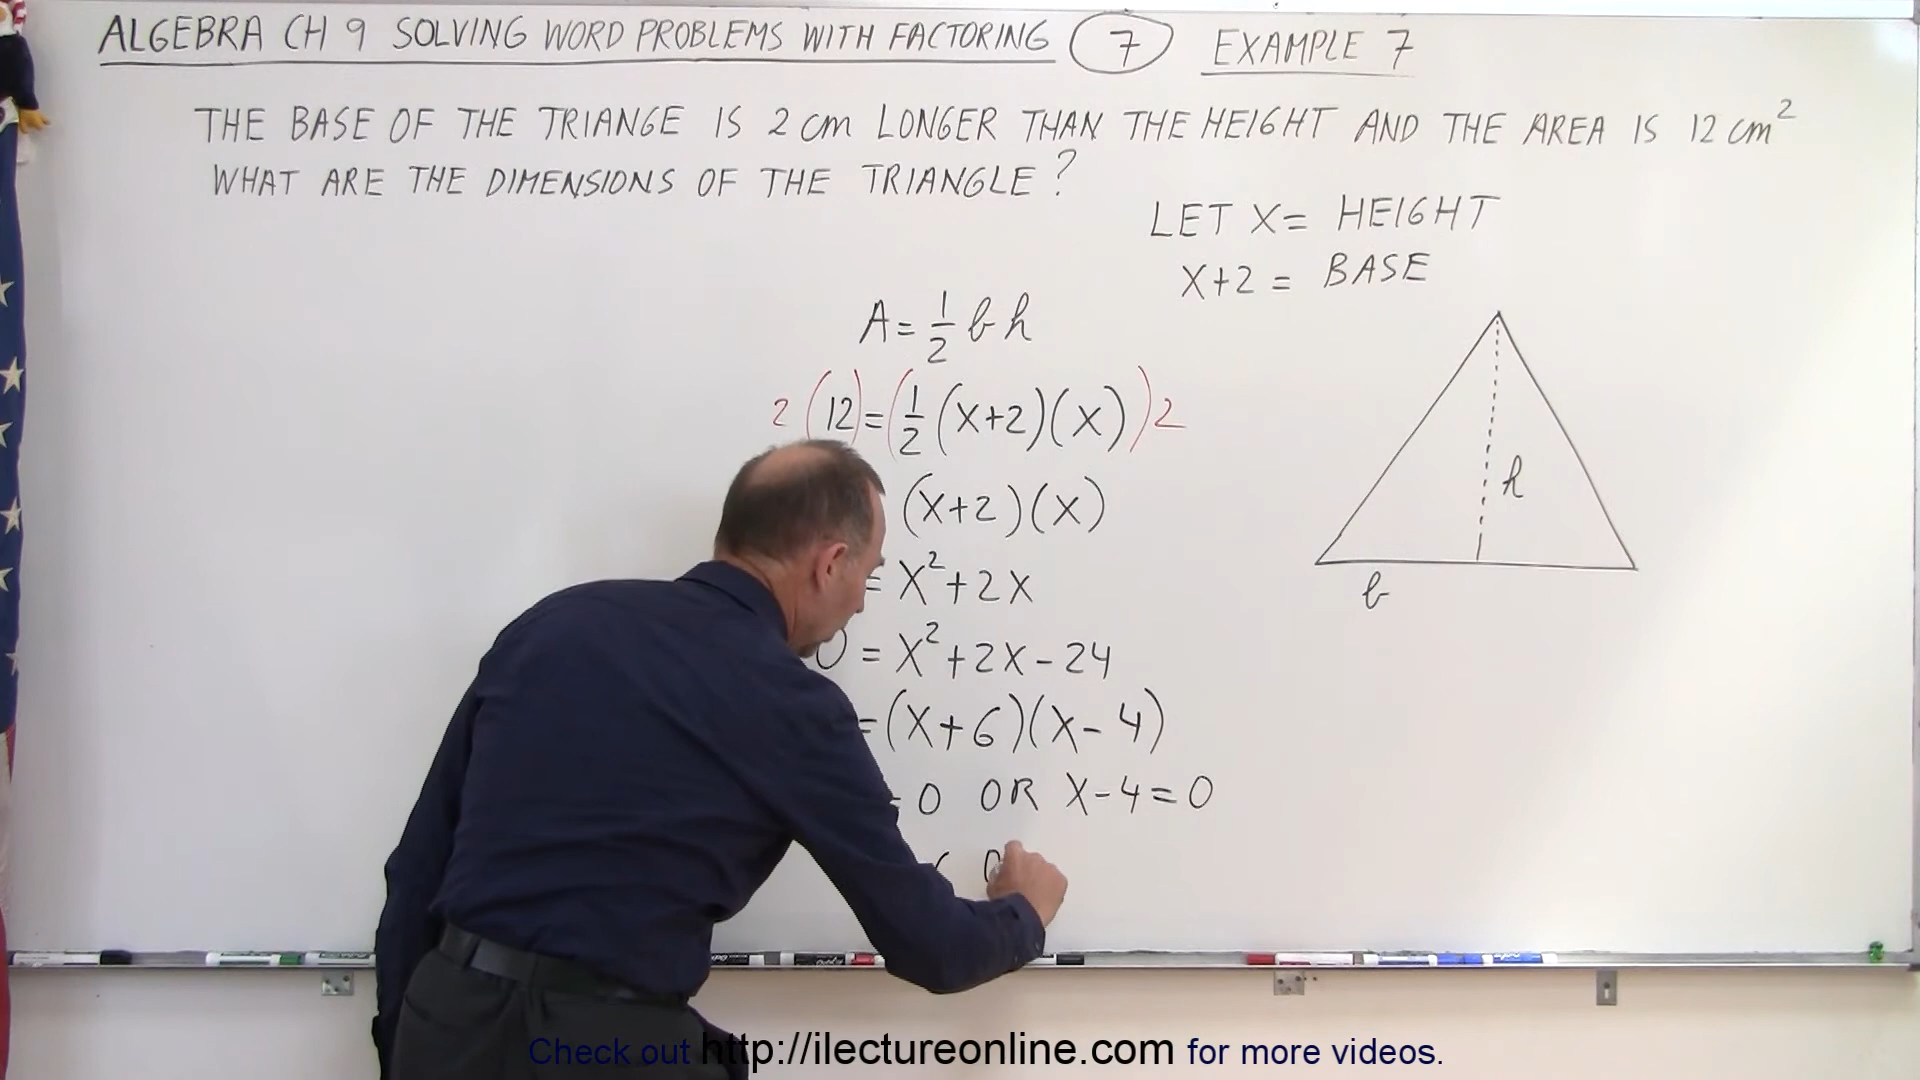 ALGEBRA CH 9 SOLVING WORD PROBLEMS WITH FACTORING 7 EXAMPLE 7
THE BASE OF THE TRIANGE IS 2 cm LONGER THAN THE HEIGHT AND THE AREA IS 12 cm²
WHAT ARE THE DIMENSIONS OF THE TRIANGLE?
LET X = HEIGHT
X+2 = BASE
A = 1/2 b h
2 (12) = (1/2 (X+2)(X)) 2
(X+2)(X)
= X²+2X
0 = X²+2X-24
= (X+6)(X-4)
0 OR X-4=0
h
b
Check out http://ilectureonline.com for more videos.